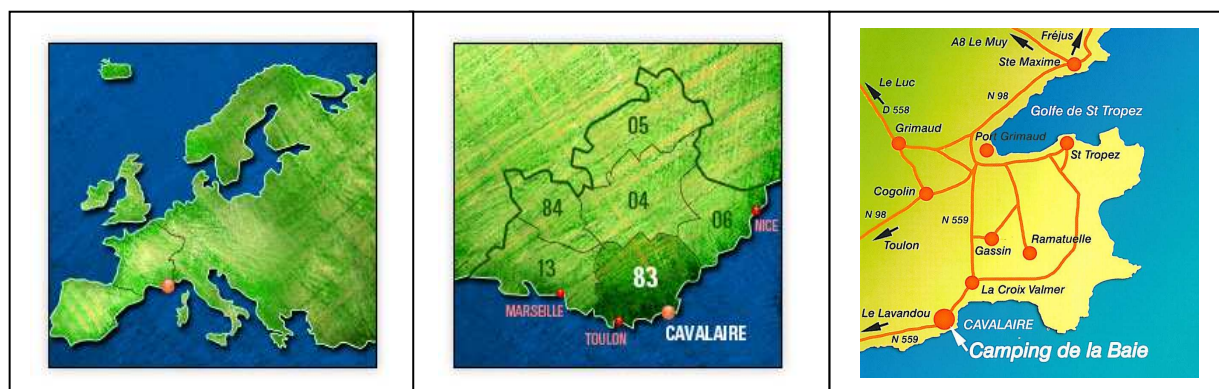 05
84
04
06
NICE
13
83
MARSEILLE
TOULON
CAVALAIRE
Fréjus
A8 Le Muy
Ste Maxime
Le Luc
N 98
D 558
Golfe de St Tropez
Grimaud
Port Grimaud
St Tropez
Cogolin
N 98
N 559
Toulon
Gassin
Ramatuelle
La Croix Valmer
Le Lavandou
CAVALAIRE
N 559
Camping de la Baie